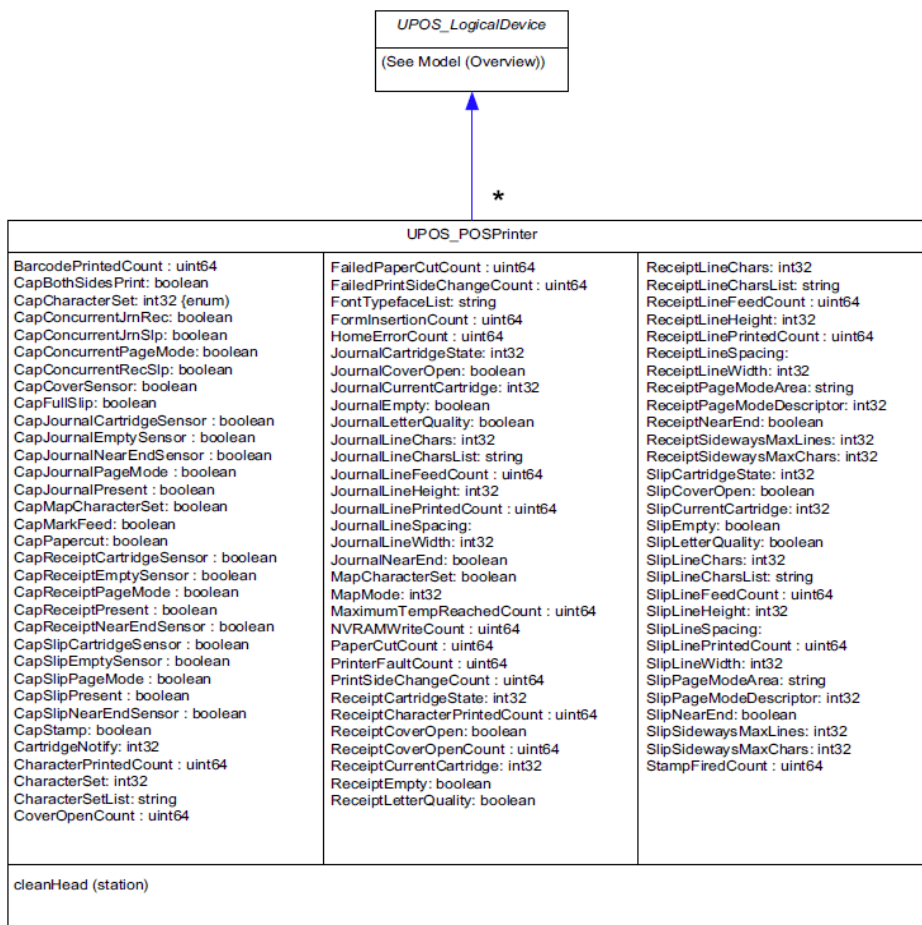 UPOS_LogicalDevice
(See Model (Overview))
*
UPOS_POSPrinter
BarcodePrintedCount : uint64
CapBothSidesPrint: boolean
CapCharacterSet: int32 {enum)
CapConcurrentJrnRec: boolean
CapConcurrentJrnSlp: boolean
CapConcurrentPageMode: boolean
CapConcurrentRecSlp: boolean
CapCoverSensor: boolean
CapFullSlip: boolean
CapJournalCartridgeSensor : boolean
CapJournalEmptySensor : boolean
CapJournalNearEndSensor : boolean
CapJournalPageMode : boolean
CapJournalPresent : boolean
CapMapCharacterSet: boolean
CapMarkFeed: boolean
CapPapercut: boolean
CapReceiptCartridgeSensor : boolean
CapReceiptEmptySensor : boolean
CapReceiptPageMode : boolean
CapReceiptPresent : boolean
CapReceiptNearEndSensor : boolean
CapSlipCartridgeSensor : boolean
CapSlipEmptySensor : boolean
CapSlipPageMode : boolean
CapSlipPresent : boolean
CapSlipNearEndSensor : boolean
CapStamp : boolean
CartridgeNotify: int32
CharacterPrintedCount : uint64
CharacterSet: int32
CharacterSetList: string
CoverOpenCount : uint64
FailedPaperCutCount : uint64
FailedPrintSideChangeCount : uint64
FontTypefaceList: string
FormInsertionCount : uint64
HomeErrorCount : uint64
JournalCartridgeState: int32
JournalCoverOpen: boolean
JournalCurrentCartridge: int32
JournalEmpty: boolean
JournalLetterQuality: boolean
JournalLineChars: int32
JournalLineCharsList: string
JournalLineFeedCount : uint64
JournalLineHeight: int32
JournalLinePrintedCount : uint64
JournalLineSpacing:
JournalLineWidth: int32
JournalNearEnd: boolean
MapCharacterSet: boolean
MapMode: int32
MaximumTempReachedCount : uint64
NVRAMWriteCount : uint64
PaperCutCount : uint64
PrinterFaultCount : uint64
PrintSideChangeCount : uint64
ReceiptCartridgeState: int32
ReceiptCharacterPrintedCount : uint64
ReceiptCoverOpen: boolean
ReceiptCoverOpenCount : uint64
ReceiptCurrentCartridge: int32
ReceiptEmpty: boolean
ReceiptLetterQuality: boolean
ReceiptLineChars: int32
ReceiptLineCharsList: string
ReceiptLineFeedCount : uint64
ReceiptLineHeight: int32
ReceiptLinePrintedCount : uint64
ReceiptLineSpacing:
ReceiptLineWidth: int32
ReceiptPageModeArea: string
ReceiptPageModeDescriptor: int32
ReceiptNearEnd: boolean
ReceiptSidewaysMaxLines: int32
ReceiptSidewaysMaxChars: int32
SlipCartridgeState: int32
SlipCoverOpen: boolean
SlipCurrentCartridge: int32
SlipEmpty: boolean
SlipLetterQuality: boolean
SlipLineChars: int32
SlipLineCharsList: string
SlipLineFeedCount : uint64
SlipLineHeight: int32
SlipLineSpacing:
SlipLinePrintedCount : uint64
SlipLineWidth: int32
SlipPageModeArea: string
SlipPageModeDescriptor: int32
SlipNearEnd: boolean
SlipSidewaysMaxLines: int32
SlipSidewaysMaxChars: int32
StampFiredCount : uint64
cleanHead (station)